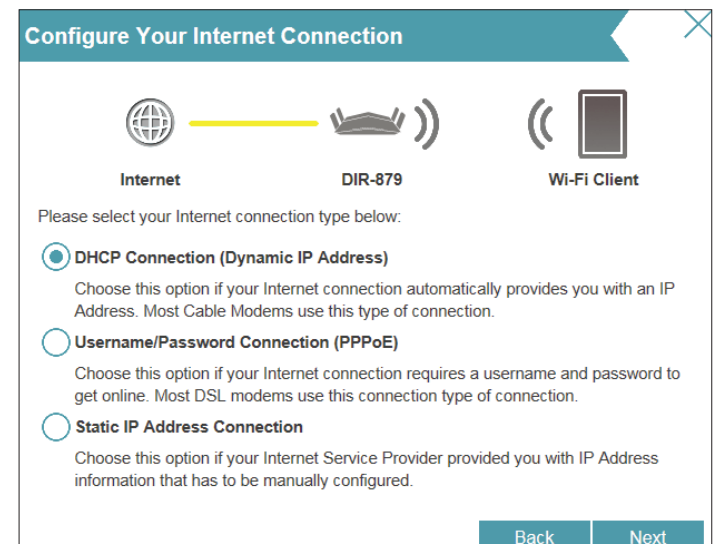 Configure Your Internet Connection
Internet
DIR-879
Wi-Fi Client
Please select your Internet connection type below:
DHCP Connection (Dynamic IP Address)
Choose this option if your Internet connection automatically provides you with an IP
Address. Most Cable Modems use this type of connection.
Username/Password Connection (PPPoE)
Choose this option if your Internet connection requires a username and password to
get online. Most DSL modems use this connection type of connection.
Static IP Address Connection
Choose this option if your Internet Service Provider provided you with IP Address
information that has to be manually configured.
Back
Next